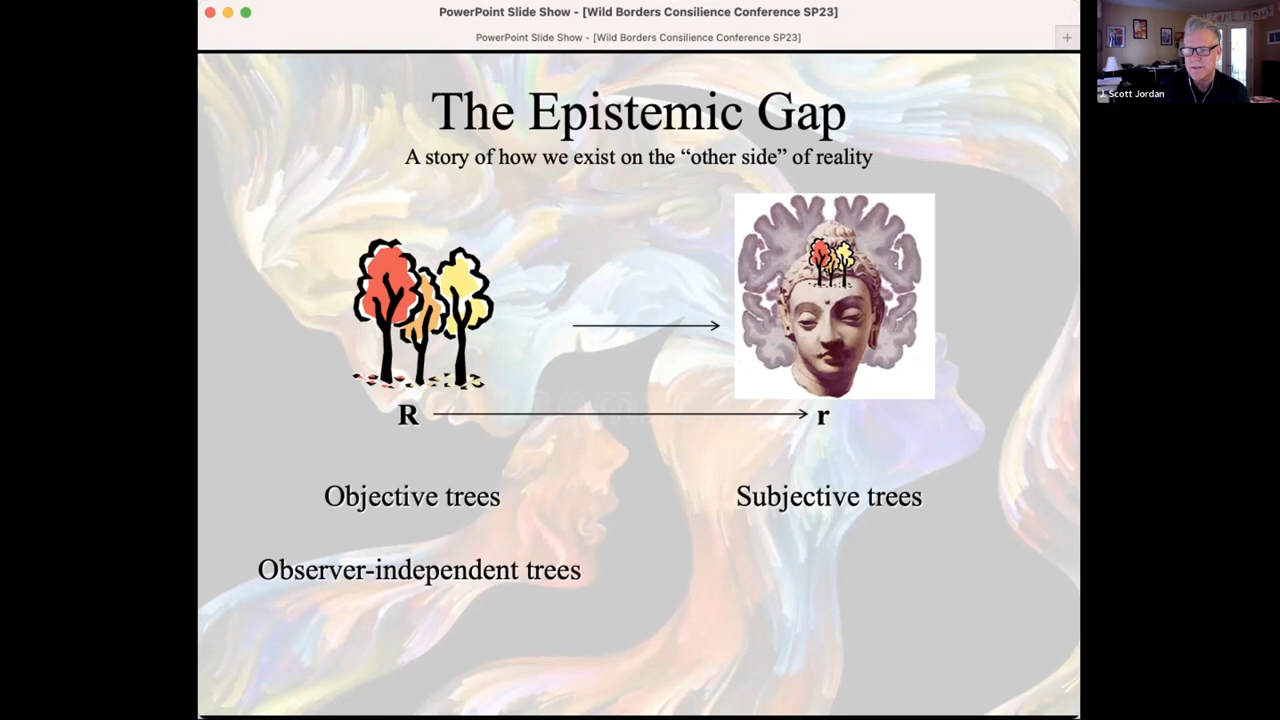 PowerPoint Slide Show - [Wild Borders Consilience Conference SP23]
PowerPoint Slide Show - [Wild Borders Consilience Conference SP23]
J. Scott Jordan
The Epistemic Gap
A story of how we exist on the “other side” of reality
R
r
Objective trees
Subjective trees
Observer-independent trees